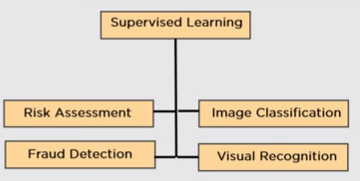 Supervised Learning
Risk Assessment
Image Classification
Fraud Detection
Visual Recognition